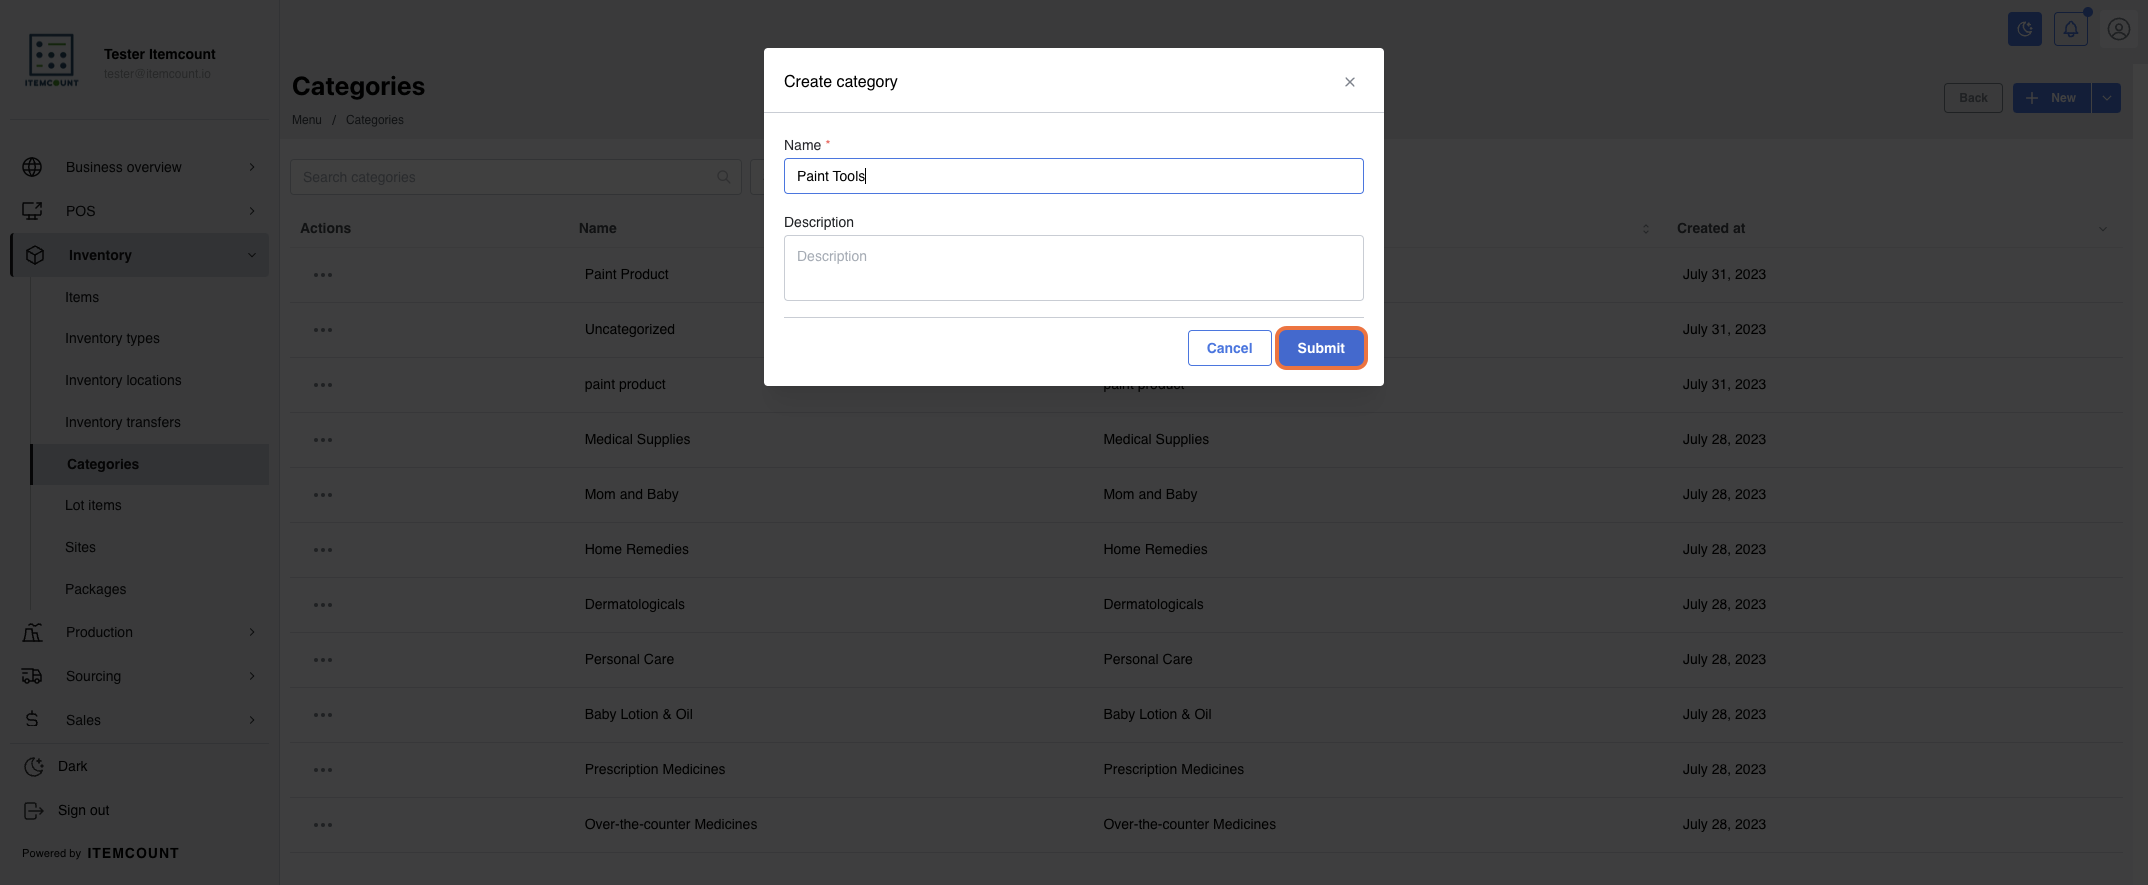 ITEMCOUNT
Tester Itemcount
tester@itemcount.io
Business overview
POS
Inventory
Items
Inventory types
Inventory locations
Inventory transfers
Categories
Lot items
Sites
Packages
Production
Sourcing
Sales
Dark
Sign out
Powered by ITEMCOUNT
Categories
Menu / Categories
Back
+ New
Search categories
Actions Name Created at
Paint Product July 31, 2023
Uncategorized July 31, 2023
paint product paint product July 31, 2023
Medical Supplies Medical Supplies July 28, 2023
Mom and Baby Mom and Baby July 28, 2023
Home Remedies Home Remedies July 28, 2023
Dermatologicals Dermatologicals July 28, 2023
Personal Care Personal Care July 28, 2023
Baby Lotion & Oil Baby Lotion & Oil July 28, 2023
Prescription Medicines Prescription Medicines July 28, 2023
Over-the-counter Medicines Over-the-counter Medicines July 28, 2023
Create category
Name *
Paint Tools
Description
Description
Cancel Submit